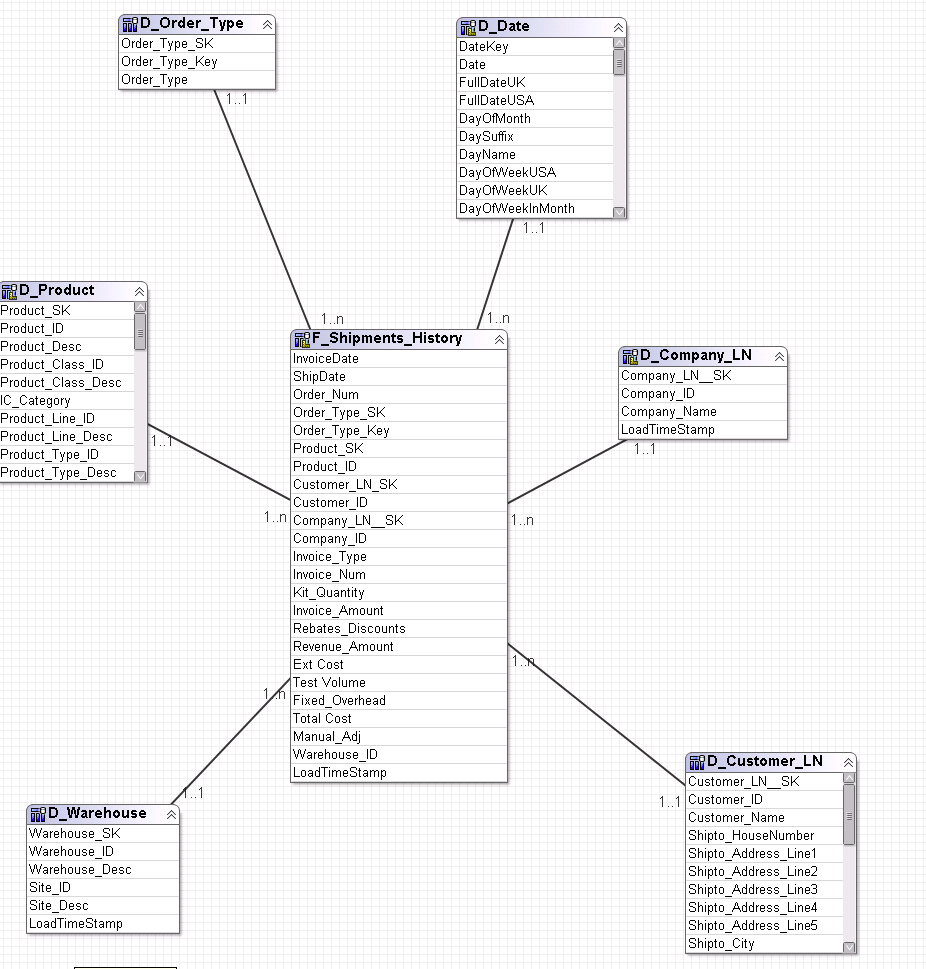 D_Order_Type
Order_Type_SK
Order_Type_Key
Order_Type
1..1
D_Date
DateKey
Date
FullDateUK
FullDateUSA
DayOfMonth
DaySuffix
DayName
DayOfWeekUSA
DayOfWeekUK
DayOfWeekInMonth
1..1
D_Product
Product_SK
Product_ID
Product_Desc
Product_Class_ID
Product_Class_Desc
IC_Category
Product_Line_ID
Product_Line_Desc
Product_Type_ID
Product_Type_Desc
1..1
1..n
1..n
F_Shipments_History
InvoiceDate
ShipDate
Order_Num
Order_Type_SK
Order_Type_Key
Product_SK
Product_ID
Customer_LN_SK
Customer_ID
Company_LN__SK
Company_ID
Invoice_Type
Invoice_Num
Kit_Quantity
Invoice_Amount
Rebates_Discounts
Revenue_Amount
Ext Cost
Test Volume
Fixed_Overhead
Total Cost
Manual_Adj
Warehouse_ID
LoadTimeStamp
1..n
1..n
1..n
1..n
D_Company_LN
Company_LN__SK
Company_ID
Company_Name
LoadTimeStamp
1..1
D_Warehouse
Warehouse_SK
Warehouse_ID
Warehouse_Desc
Site_ID
Site_Desc
LoadTimeStamp
1..1
D_Customer_LN
Customer_LN__SK
Customer_ID
Customer_Name
Shipto_HouseNumber
Shipto_Address_Line1
Shipto_Address_Line2
Shipto_Address_Line3
Shipto_Address_Line4
Shipto_Address_Line5
Shipto_City
1..1